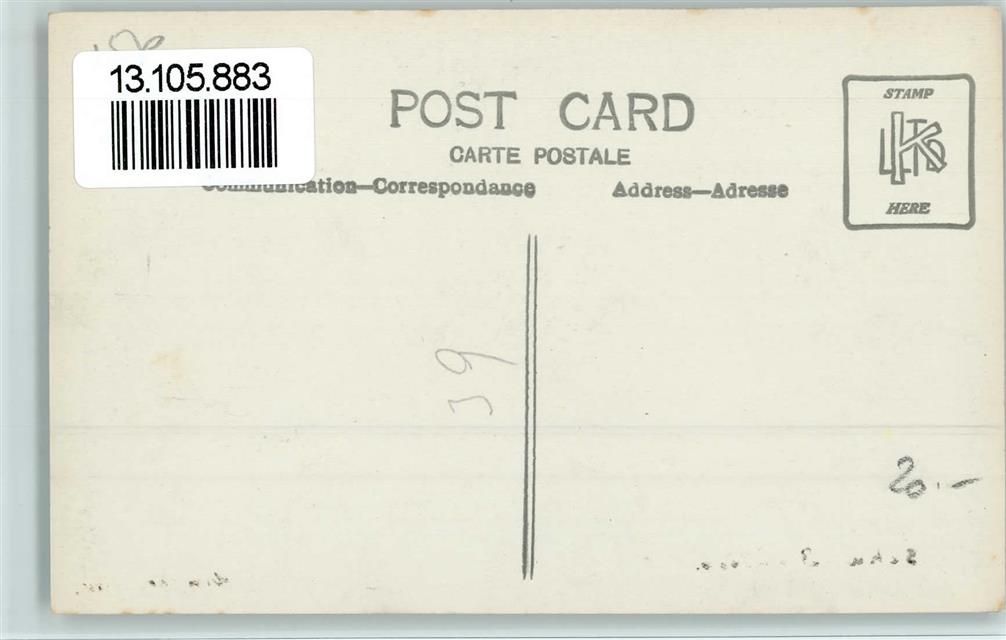 13.105.883
POST CARD
CARTE POSTALE
Communication—Correspondance
Address—Adresse
STAMP
HERE
39
20.-